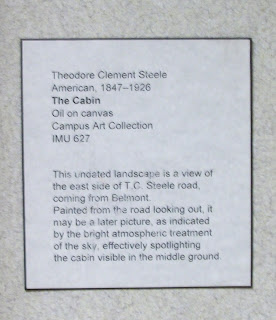 Theodore Clement Steele
American, 1847–1926
The Cabin
Oil on canvas
Campus Art Collection
IMU 627
This undated landscape is a view of
the east side of T.C. Steele road,
coming from Belmont.
Painted from the road looking out, it
may be a later picture, as indicated
by the bright atmospheric treatment
of the sky, effectively spotlighting
the cabin visible in the middle ground.